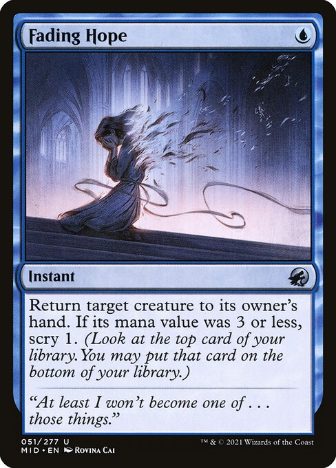 Fading Hope
Instant
Return target creature to its owner's
hand. If its mana value was 3 or less,
scry 1. (Look at the top card of your
library. You may put that card on the
bottom of your library.)
"At least I won't become one of . . .
those things."
051/277 U
MID • EN Rovina Cai
™ & © 2021 Wizards of the Coast